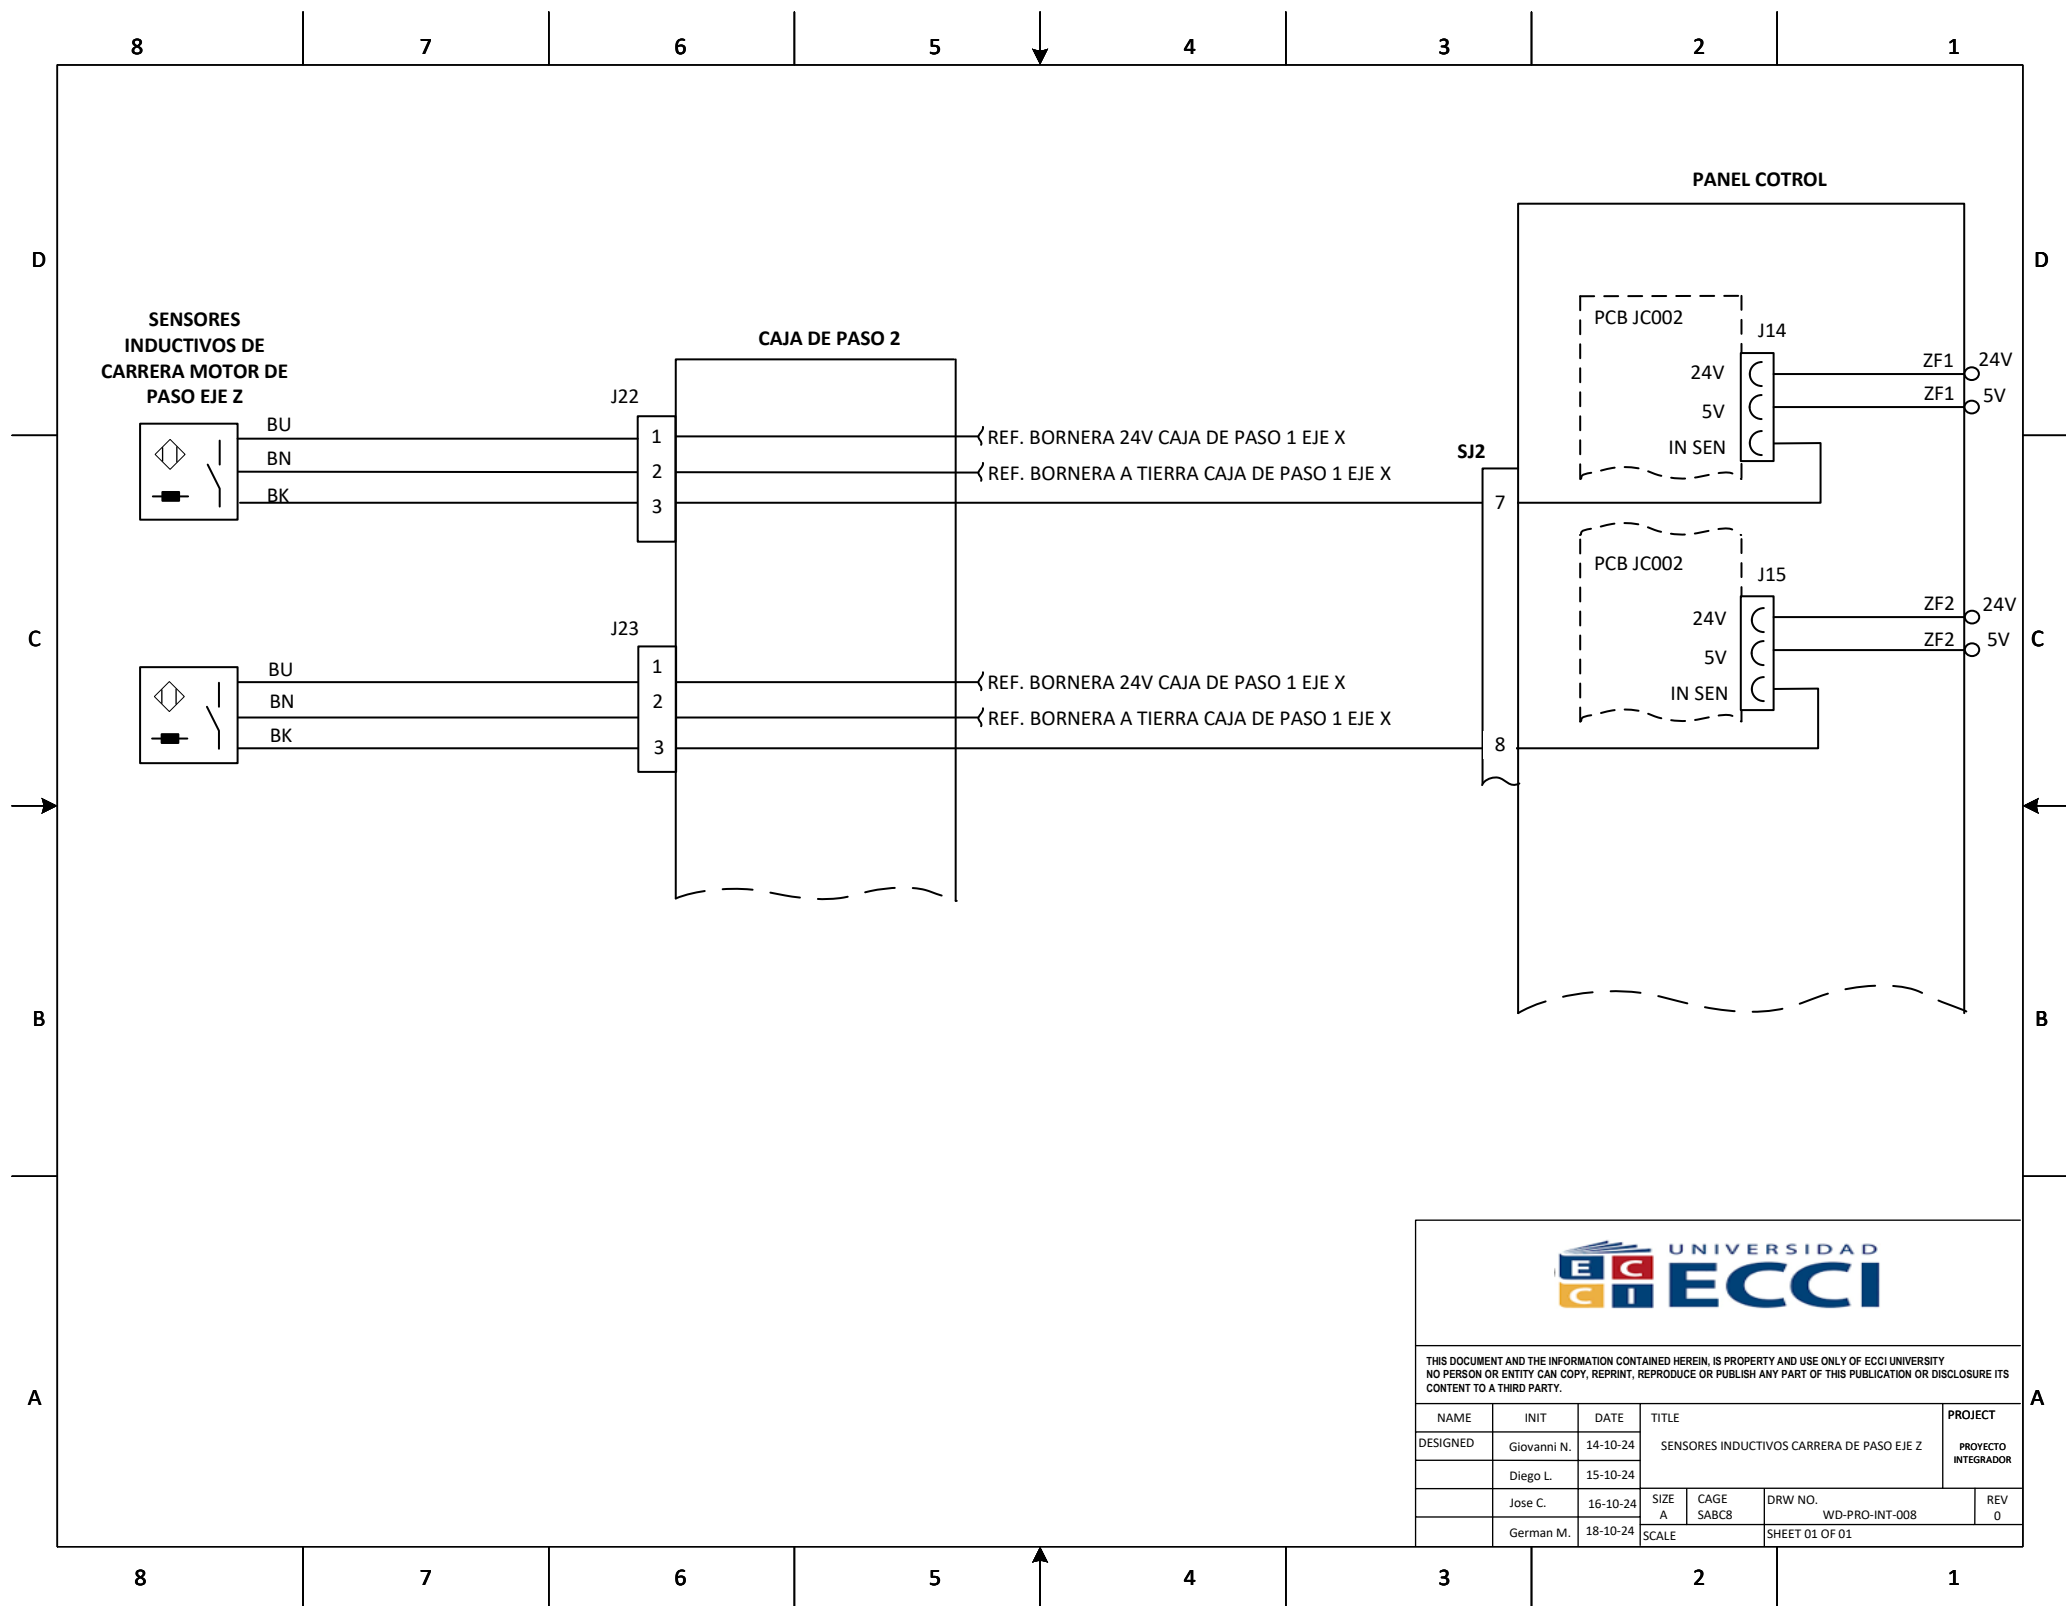 8 7 6 5 4 3 2 1
PANEL COTROL
D
D
SENSORES
INDUCTIVOS DE
CARRERA MOTOR DE
PASO EJE Z
CAJA DE PASO 2
PCB JC002
J14
24V
ZF1
24V
5V
ZF1
5V
IN SEN
J22
BU
1
REF. BORNERA 24V CAJA DE PASO 1 EJE X
BN
2
REF. BORNERA A TIERRA CAJA DE PASO 1 EJE X
BK
3
SJ2
7
PCB JC002
J15
24V
ZF2
24V
5V
ZF2
5V
IN SEN
C
C
J23
BU
1
REF. BORNERA 24V CAJA DE PASO 1 EJE X
BN
2
REF. BORNERA A TIERRA CAJA DE PASO 1 EJE X
BK
3
8
B
B
UNIVERSIDAD
ECCI
E C
C I
THIS DOCUMENT AND THE INFORMATION CONTAINED HEREIN, IS PROPERTY AND USE ONLY OF ECCI UNIVERSITY
NO PERSON OR ENTITY CAN COPY, REPRINT, REPRODUCE OR PUBLISH ANY PART OF THIS PUBLICATION OR DISCLOSURE ITS
CONTENT TO A THIRD PARTY.
A
A
NAME INIT DATE TITLE PROJECT
DESIGNED Giovanni N. 14-10-24 SENSORES INDUCTIVOS CARRERA DE PASO EJE Z PROYECTO
INTEGRADOR
Diego L. 15-10-24
Jose C. 16-10-24 SIZE CAGE DRW NO. REV
A SABC8 WD-PRO-INT-008 0
German M. 18-10-24 SCALE SHEET 01 OF 01
8 7 6 5 4 3 2 1